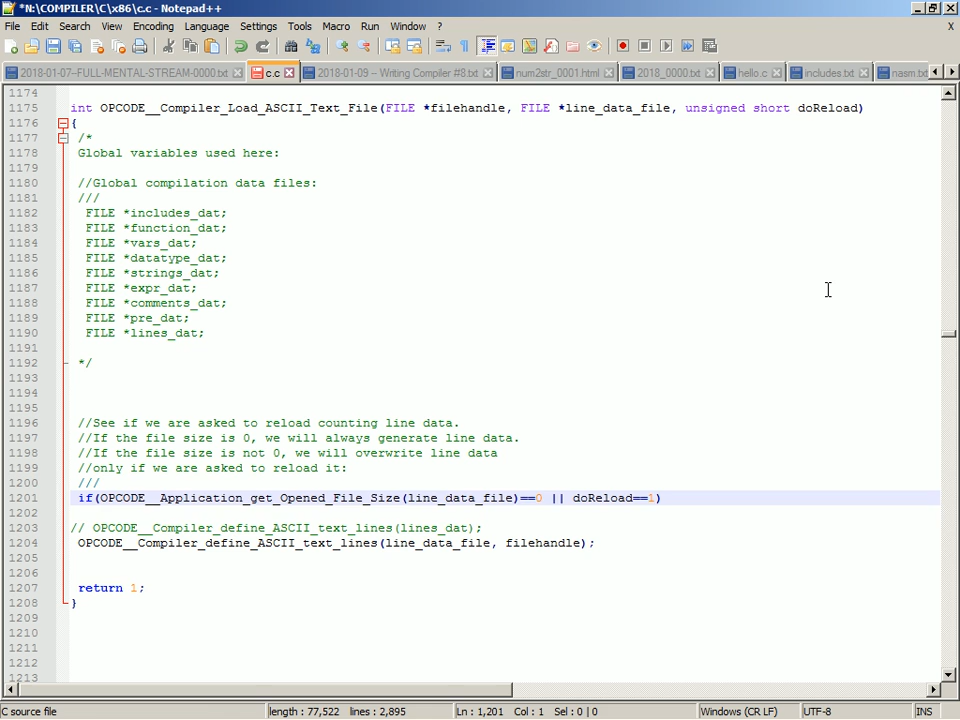 *N:\COMPILER\C\x86\c.c - Notepad++
File Edit Search View Encoding Language Settings Tools Macro Run Window ?
X
2018-01-07-FULL-MENTAL-STREAM-0000.txt c.c 2018-01-09 -- Writing Compiler #8.txt num2str_0001.html 2018_0000.txt hello.c includes.txt nasm.tx
1174
1175 int OPCODE__Compiler_Load_ASCII_Text_File(FILE *filehandle, FILE *line_data_file, unsigned short doReload)
1176 {
1177 /*
1178 Global variables used here:
1179
1180 //Global compilation data files:
1181 ///
1182 FILE *includes_dat;
1183 FILE *function_dat;
1184 FILE *vars_dat;
1185 FILE *datatype_dat;
1186 FILE *strings_dat;
1187 FILE *expr_dat;
1188 FILE *comments_dat;
1189 FILE *pre_dat;
1190 FILE *lines_dat;
1191
1192 */
1193
1194
1195
1196 //See if we are asked to reload counting line data.
1197 //If the file size is 0, we will always generate line data.
1198 //If the file size is not 0, we will overwrite line data
1199 //only if we are asked to reload it:
1200 ///
1201 if(OPCODE__Application_get_Opened_File_Size(line_data_file)==0 || doReload==1)
1202
1203 // OPCODE__Compiler_define_ASCII_text_lines(lines_dat);
1204 OPCODE__Compiler_define_ASCII_text_lines(line_data_file, filehandle);
1205
1206
1207 return 1;
1208 }
1209
1210
1211
1212
1213
C source file length : 77,522 lines : 2,895 Ln : 1,201 Col : 1 Sel : 0 | 0 Windows (CR LF) UTF-8 INS